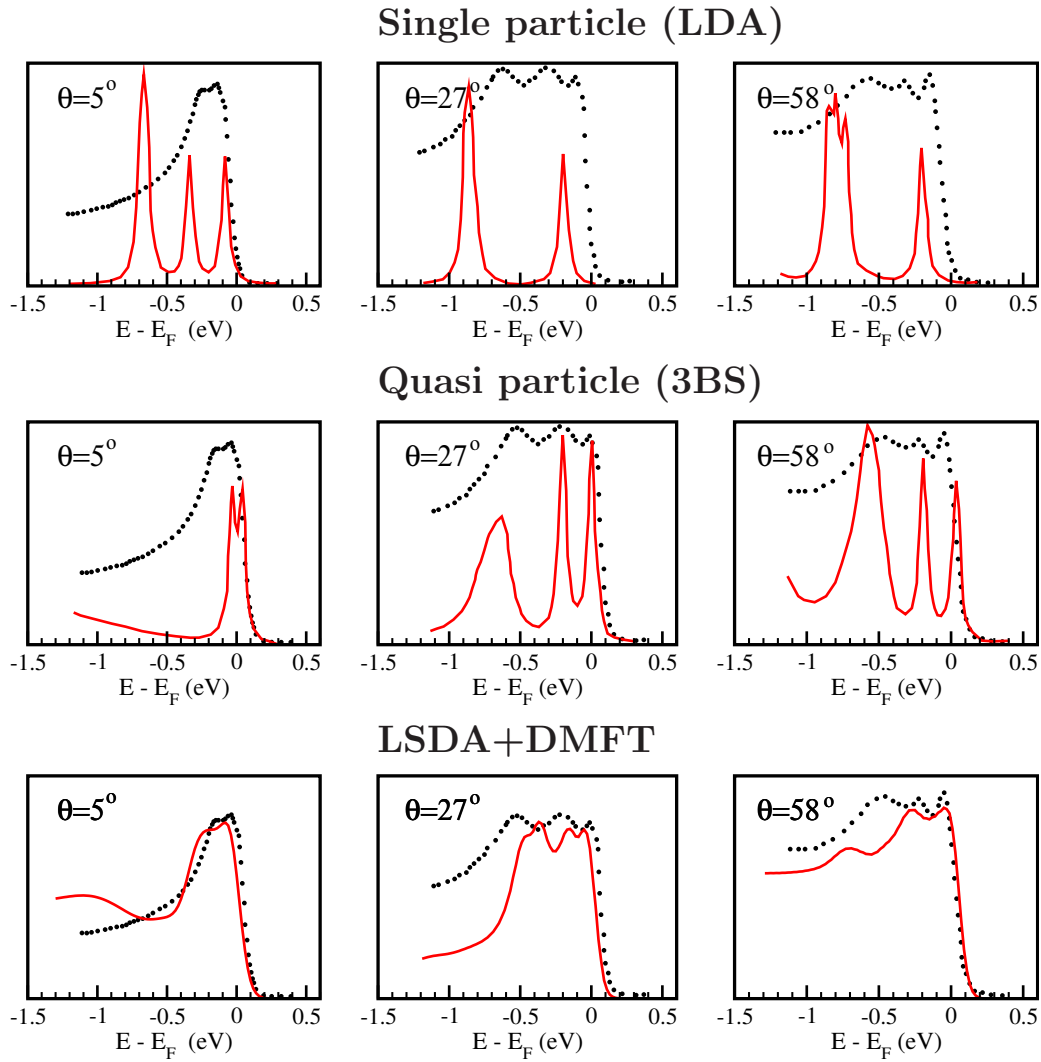 Single particle (LDA)
θ=5° θ=27° θ=58°
-1.5 -1 -0.5 0 0.5 -1.5 -1 -0.5 0 0.5 -1.5 -1 -0.5 0 0.5
E - E_F (eV) E - E_F (eV) E - E_F (eV)
Quasi particle (3BS)
θ=5° θ=27° θ=58°
-1.5 -1 -0.5 0 0.5 -1.5 -1 -0.5 0 0.5 -1.5 -1 -0.5 0 0.5
E - E_F (eV) E - E_F (eV) E - E_F (eV)
LSDA+DMFT
θ=5° θ=27° θ=58°
-1.5 -1 -0.5 0 0.5 -1.5 -1 -0.5 0 0.5 -1.5 -1 -0.5 0 0.5
E - E_F (eV) E - E_F (eV) E - E_F (eV)